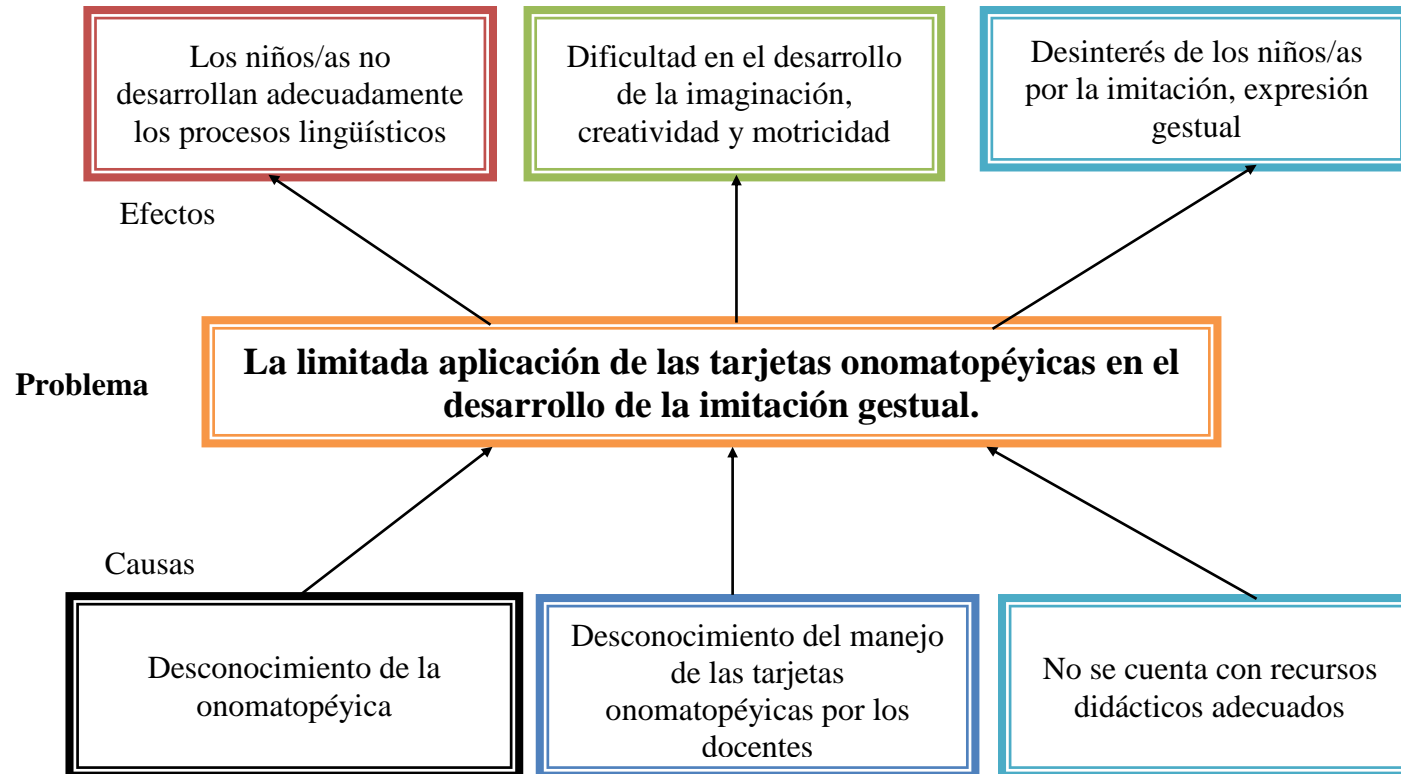 Los niños/as no
desarrollan adecuadamente
los procesos lingüísticos
Dificultad en el desarrollo
de la imaginación,
creatividad y motricidad
Desinterés de los niños/as
por la imitación, expresión
gestual
Efectos
Problema
La limitada aplicación de las tarjetas onomatopéyicas en el
desarrollo de la imitación gestual.
Causas
Desconocimiento de la
onomatopéyica
Desconocimiento del manejo
de las tarjetas
onomatopéyicas por los
docentes
No se cuenta con recursos
didácticos adecuados